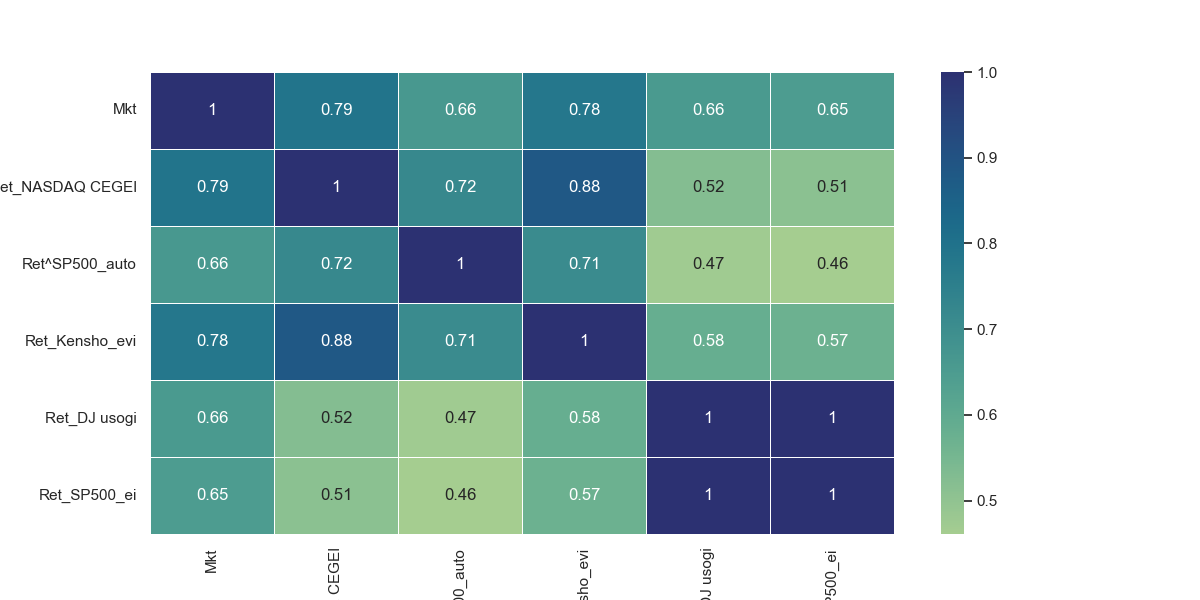 Mkt 1 0.79 0.66 0.78 0.66 0.65
et_NASDAQ CEGEI 0.79 1 0.72 0.88 0.52 0.51
Ret^SP500_auto 0.66 0.72 1 0.71 0.47 0.46
Ret_Kensho_evi 0.78 0.88 0.71 1 0.58 0.57
Ret_DJ usogi 0.66 0.52 0.47 0.58 1 1
Ret_SP500_ei 0.65 0.51 0.46 0.57 1 1
Mkt
CEGEI
00_auto
sho_evi
DJ usogi
P500_ei
1.0
0.9
0.8
0.7
0.6
0.5